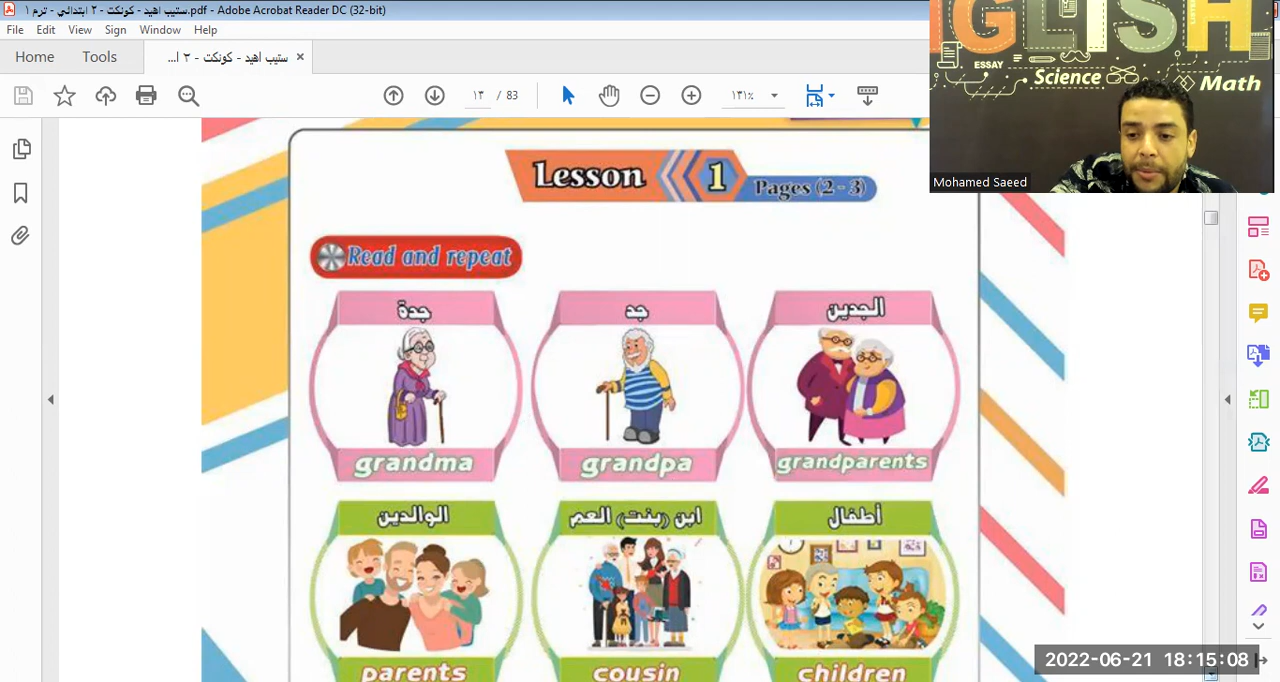 ستيب اهيد - كونكت - ٢ ابتدائي - ترم ١.pdf - Adobe Acrobat Reader DC (32-bit)
File Edit View Sign Window Help
Home Tools ستيب اهيد - كونكت - ٢ ا... ×
١٣ / 83 ١٣١%
GLISH
ESSAY
Science
Math
Mohamed Saeed
Lesson 1 Pages (2 - 3)
Read and repeat
جدة جد الجدين
grandma grandpa grandparents
الوالدين ابن (بنت) العم أطفال
parents cousin children
2022-06-21 18:15:08